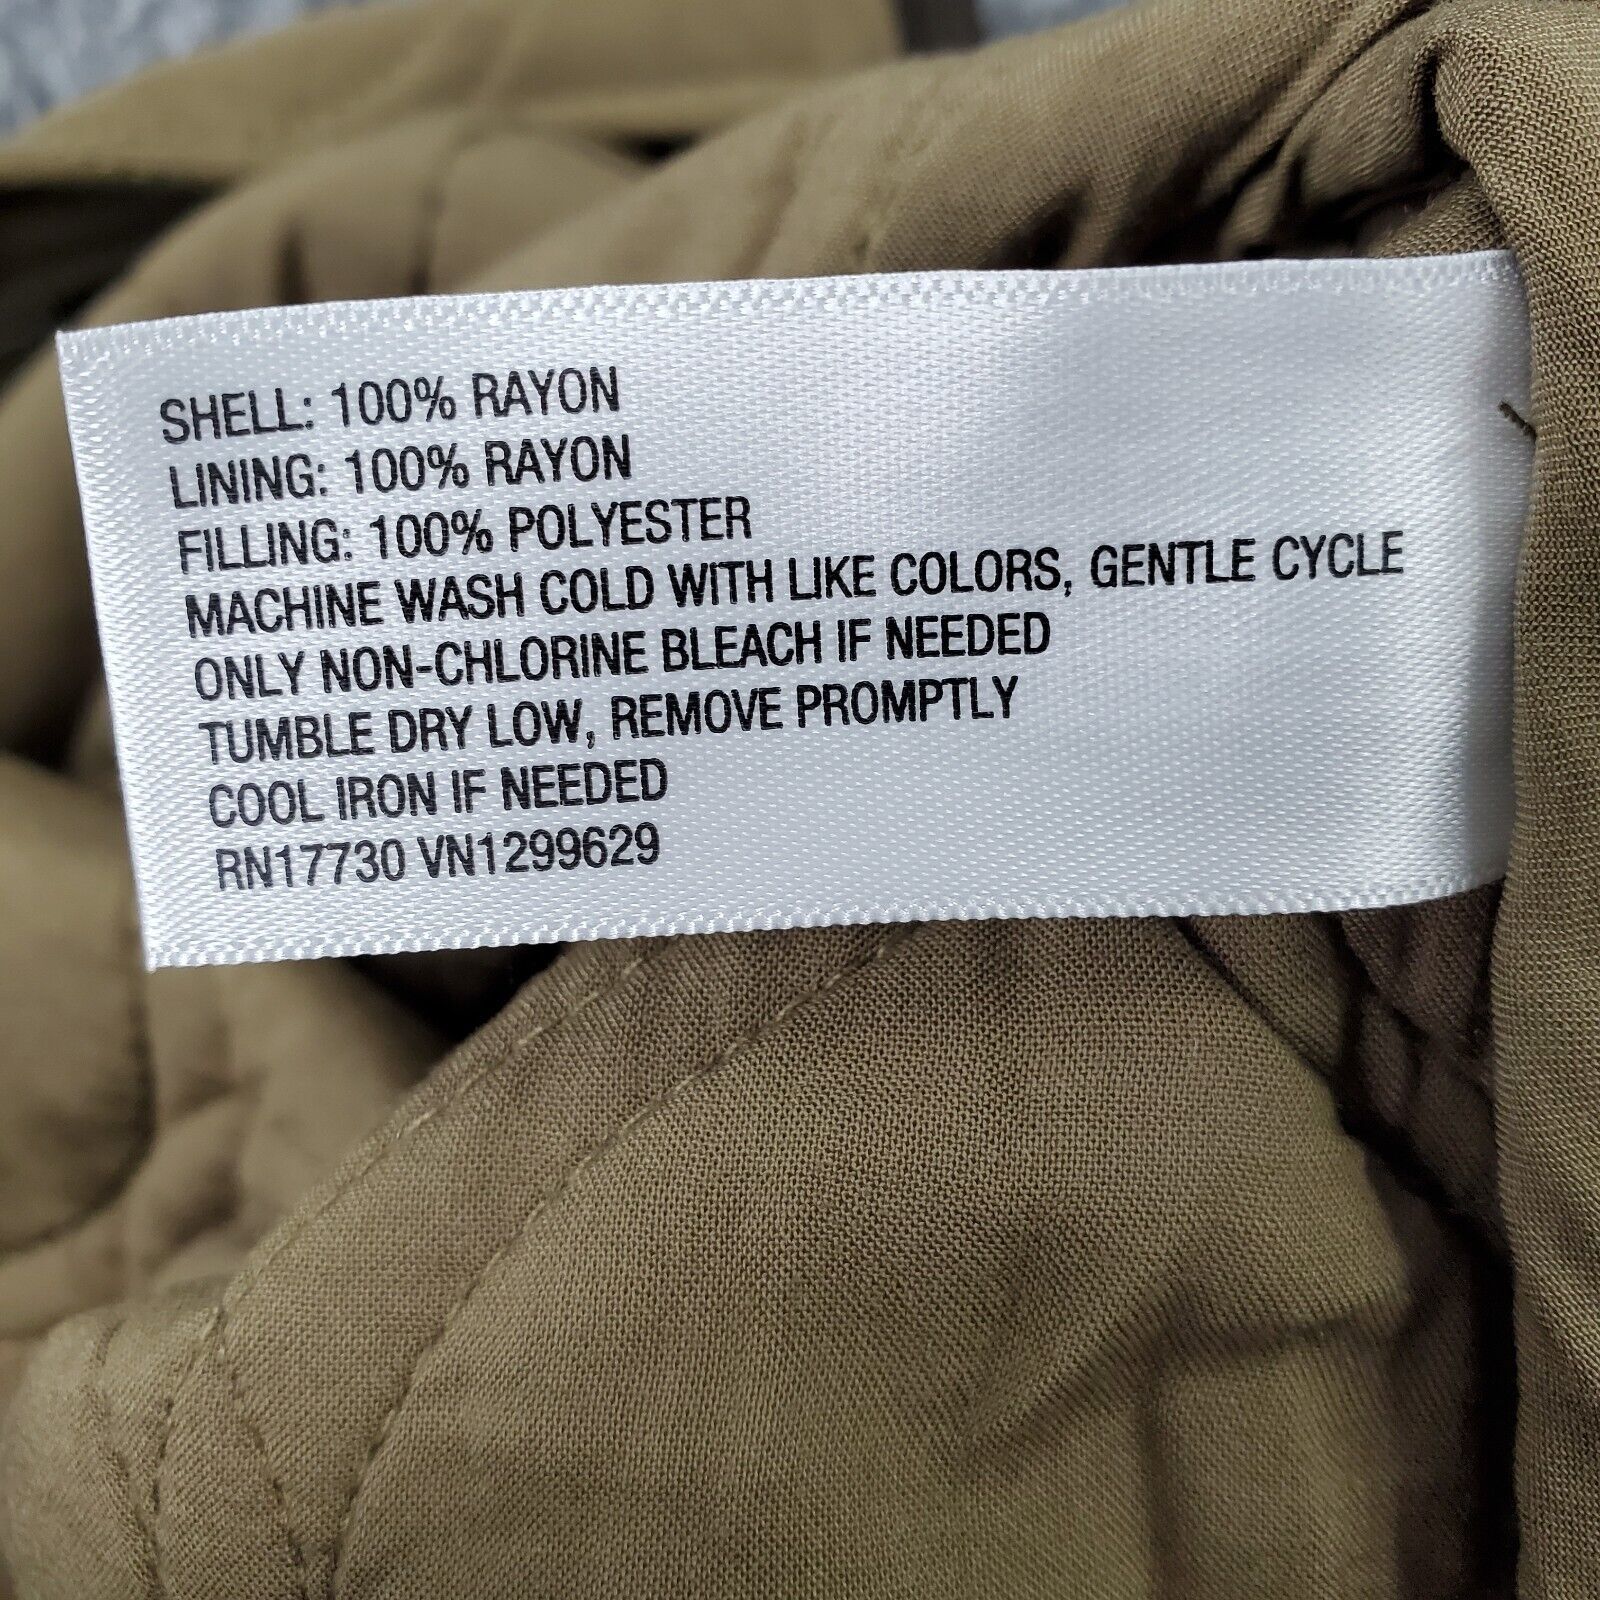 SHELL: 100% RAYON
LINING: 100% RAYON
FILLING: 100% POLYESTER
MACHINE WASH COLD WITH LIKE COLORS, GENTLE CYCLE
ONLY NON-CHLORINE BLEACH IF NEEDED
TUMBLE DRY LOW, REMOVE PROMPTLY
COOL IRON IF NEEDED
RN17730 VN1299629